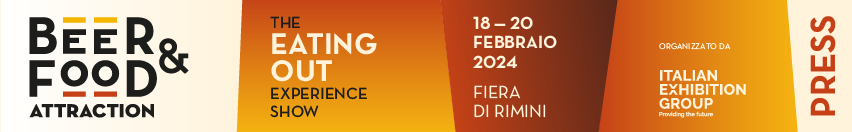 BEER
&
FOOD
ATTRACTION
THE
EATING
OUT
EXPERIENCE
SHOW
18 – 20
FEBBRAIO
2024
FIERA
DI RIMINI
ORGANIZZATO DA
ITALIAN
EXHIBITION
GROUP
Providing the future
PRESS